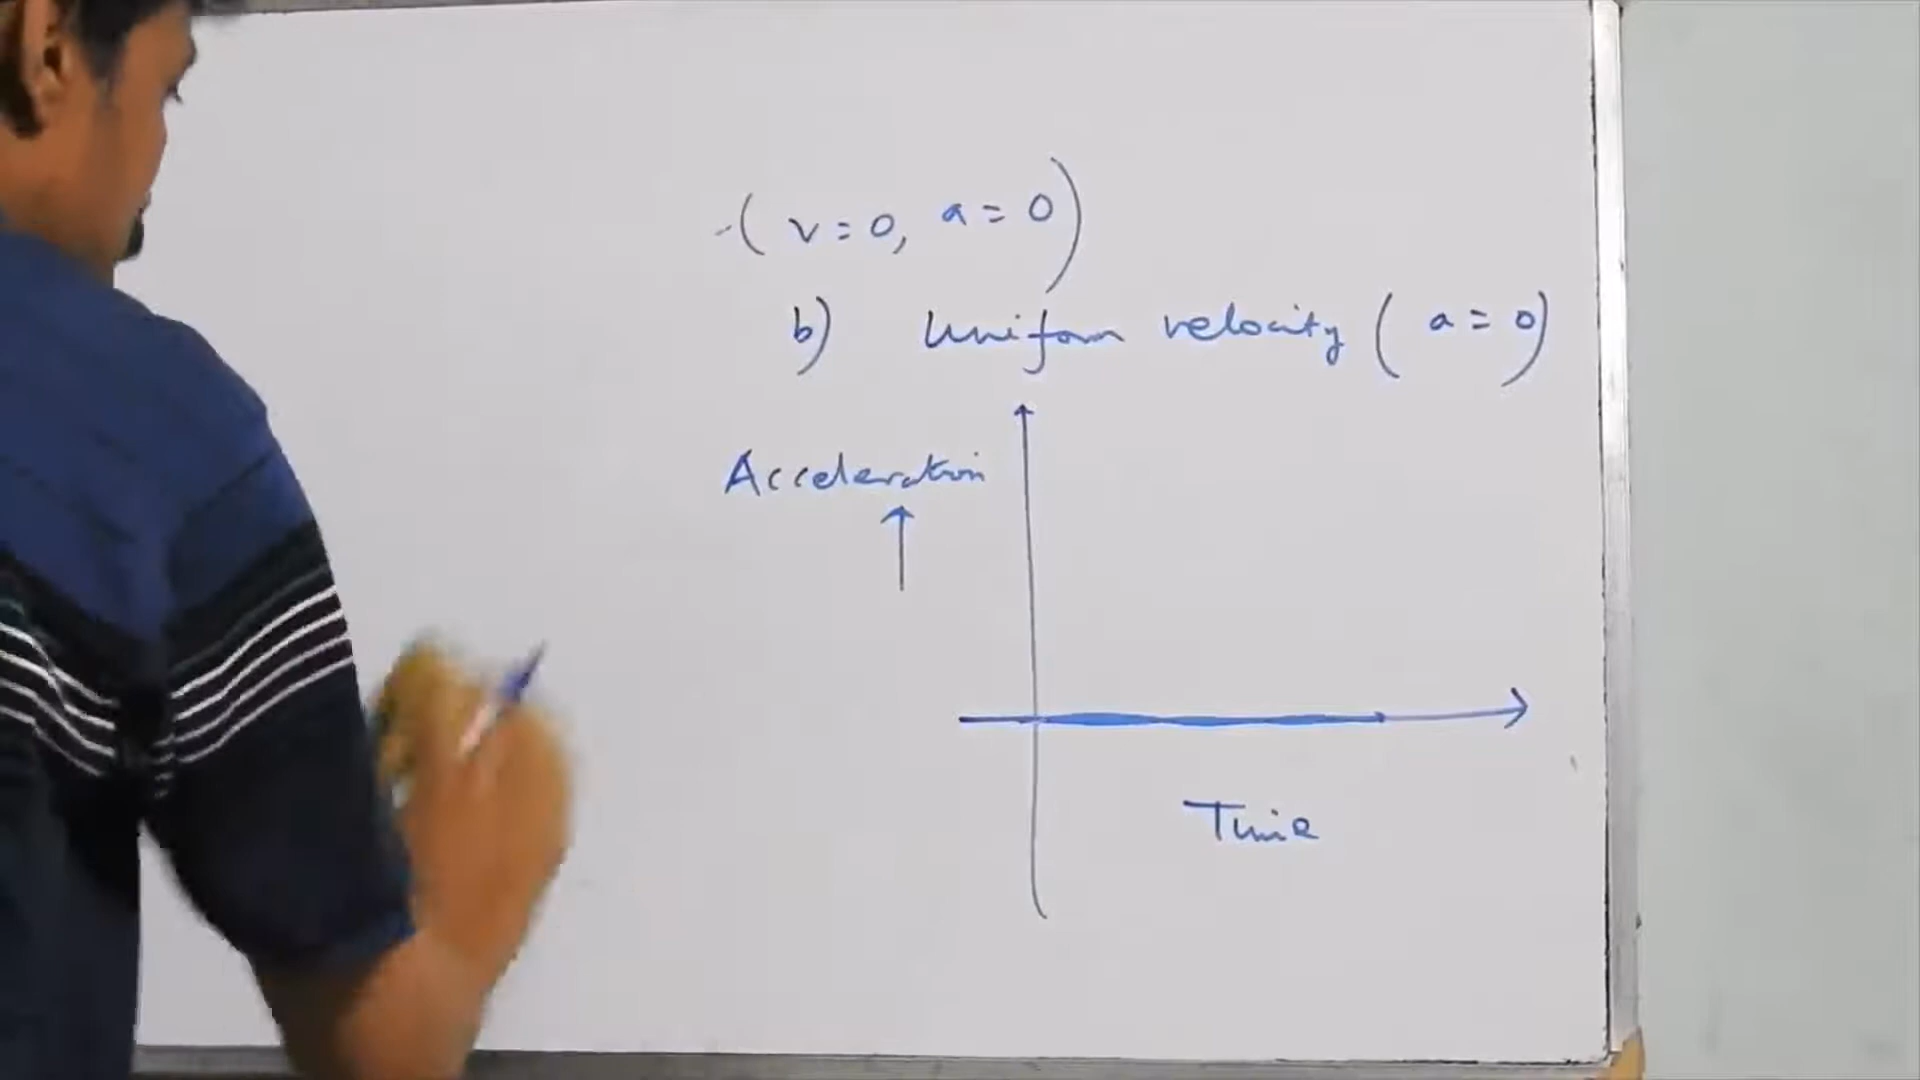 ( v = 0, a = 0 )
b) Uniform velocity ( a = 0 )
Acceleration
Time